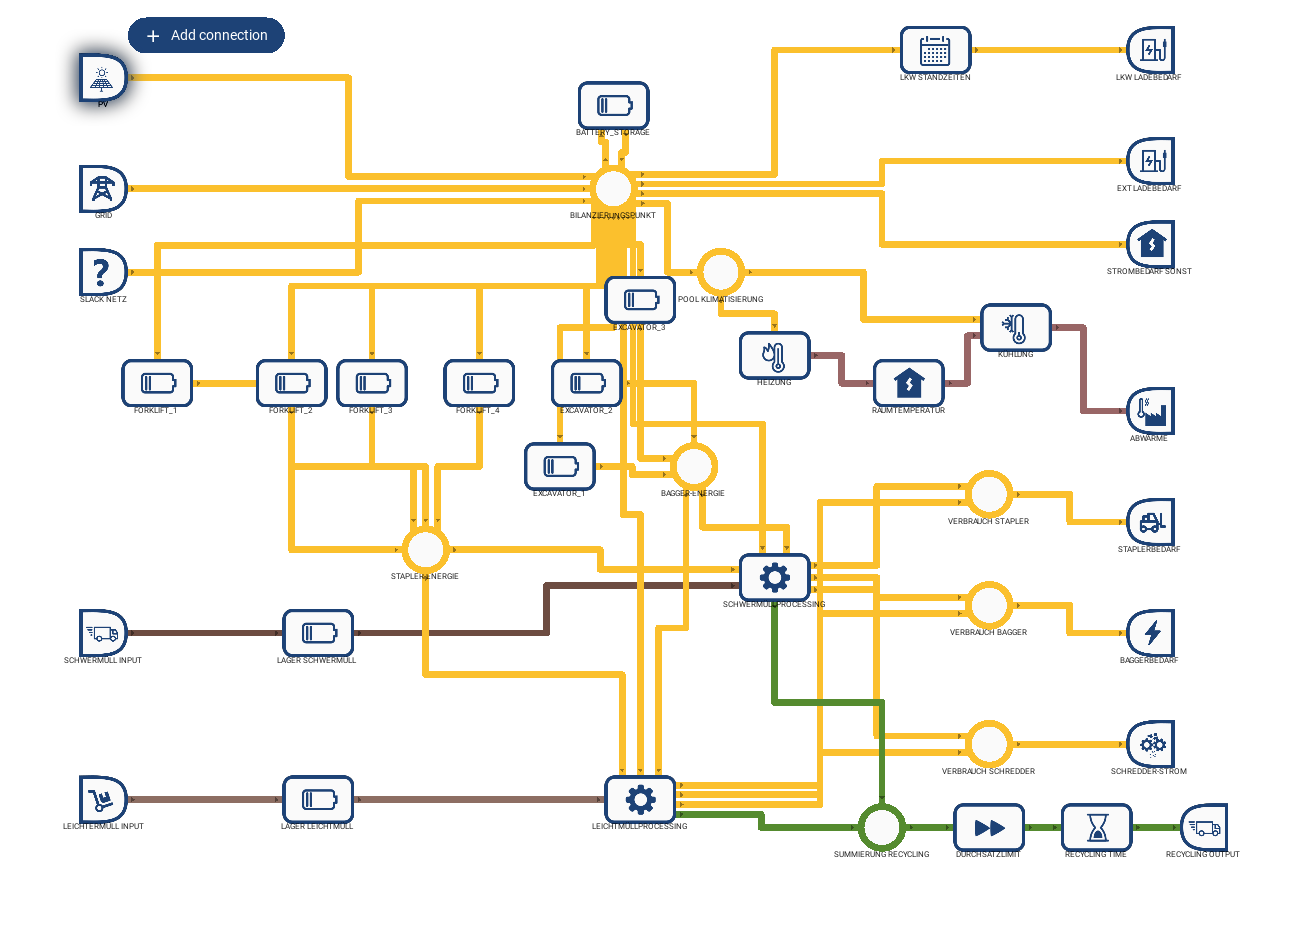 + Add connection
PV
LKW STANDZEITEN
LKW LADEBEDARF
BATTERY_STORAGE
GRID
BILANZIERUNGSPUNKT
EXT LADEBEDARF
SLACK NETZ
POOL KLIMATISIERUNG
STROMBEDARF SONST
EXCAVATOR_3
HEIZUNG
KÜHLUNG
FORKLIFT_1
FORKLIFT_2
FORKLIFT_3
FORKLIFT_4
EXCAVATOR_2
RAUMTEMPERATUR
ABWÄRME
EXCAVATOR_1
BAGGER-ENERGIE
VERBRAUCH STAPLER
STAPLERBEDARF
STAPLER-ENERGIE
SCHWERMÜLLPROCESSING
VERBRAUCH BAGGER
BAGGERBEDARF
SCHWERMÜLL INPUT
LAGER SCHWERMÜLL
VERBRAUCH SCHREDDER
SCHREDDER-STROM
LEICHTERMÜLL INPUT
LAGER LEICHTMÜLL
LEICHTMÜLLPROCESSING
SUMMIERUNG RECYCLING
DURCHSATZLIMIT
RECYCLING TIME
RECYCLING OUTPUT